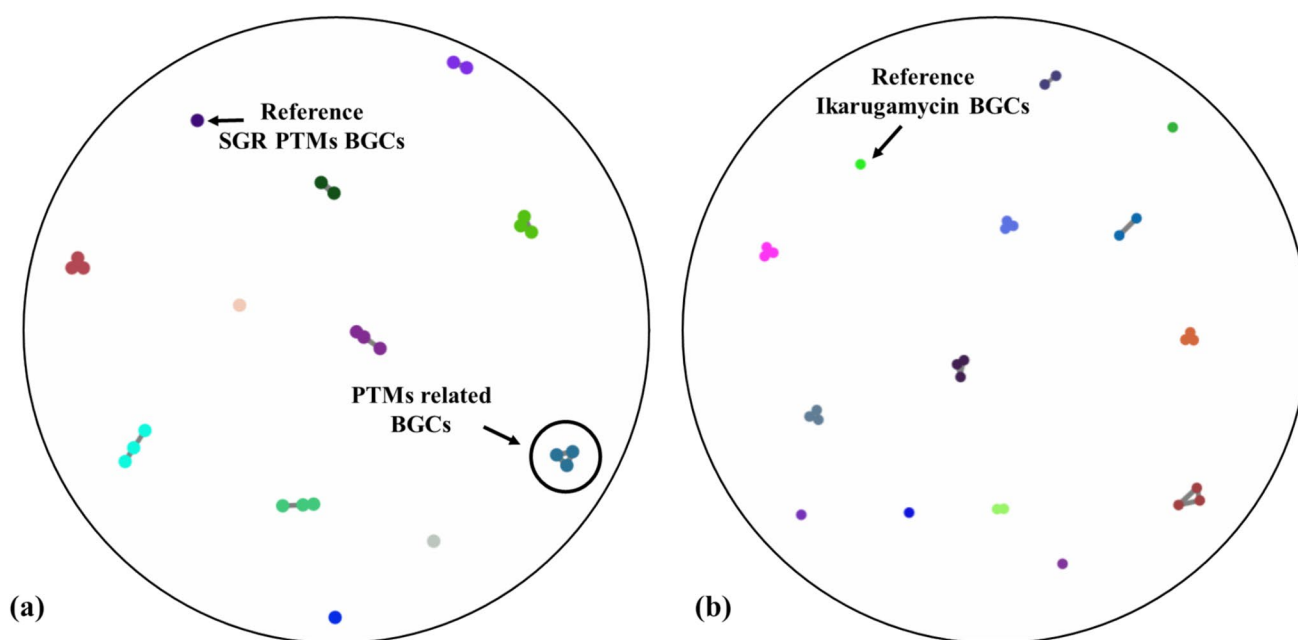 Reference
SGR PTMs BGCs
PTMs related
BGCs
(a)
Reference
Ikarugamycin BGCs
(b)